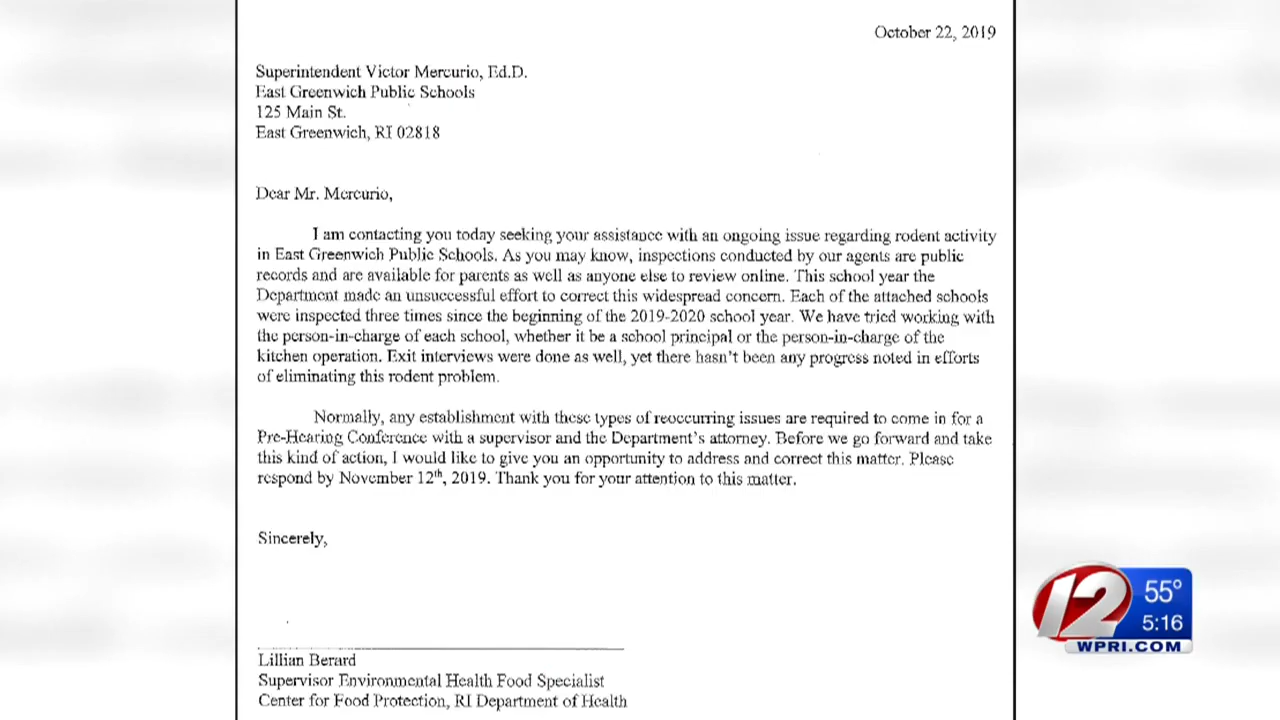 October 22, 2019
Superintendent Victor Mercurio, Ed.D.
East Greenwich Public Schools
125 Main St.
East Greenwich, RI 02818
Dear Mr. Mercurio,
I am contacting you today seeking your assistance with an ongoing issue regarding rodent activity
in East Greenwich Public Schools. As you may know, inspections conducted by our agents are public
records and are available for parents as well as anyone else to review online. This school year the
Department made an unsuccessful effort to correct this widespread concern. Each of the attached schools
were inspected three times since the beginning of the 2019-2020 school year. We have tried working with
the person-in-charge of each school, whether it be a school principal or the person-in-charge of the
kitchen operation. Exit interviews were done as well, yet there hasn't been any progress noted in efforts
of eliminating this rodent problem.
Normally, any establishment with these types of reoccurring issues are required to come in for a
Pre-Hearing Conference with a supervisor and the Department's attorney. Before we go forward and take
this kind of action, I would like to give you an opportunity to address and correct this matter. Please
respond by November 12th, 2019. Thank you for your attention to this matter.
Sincerely,
Lillian Berard
Supervisor Environmental Health Food Specialist
Center for Food Protection, RI Department of Health
12
55°
5:16
WPRI.COM